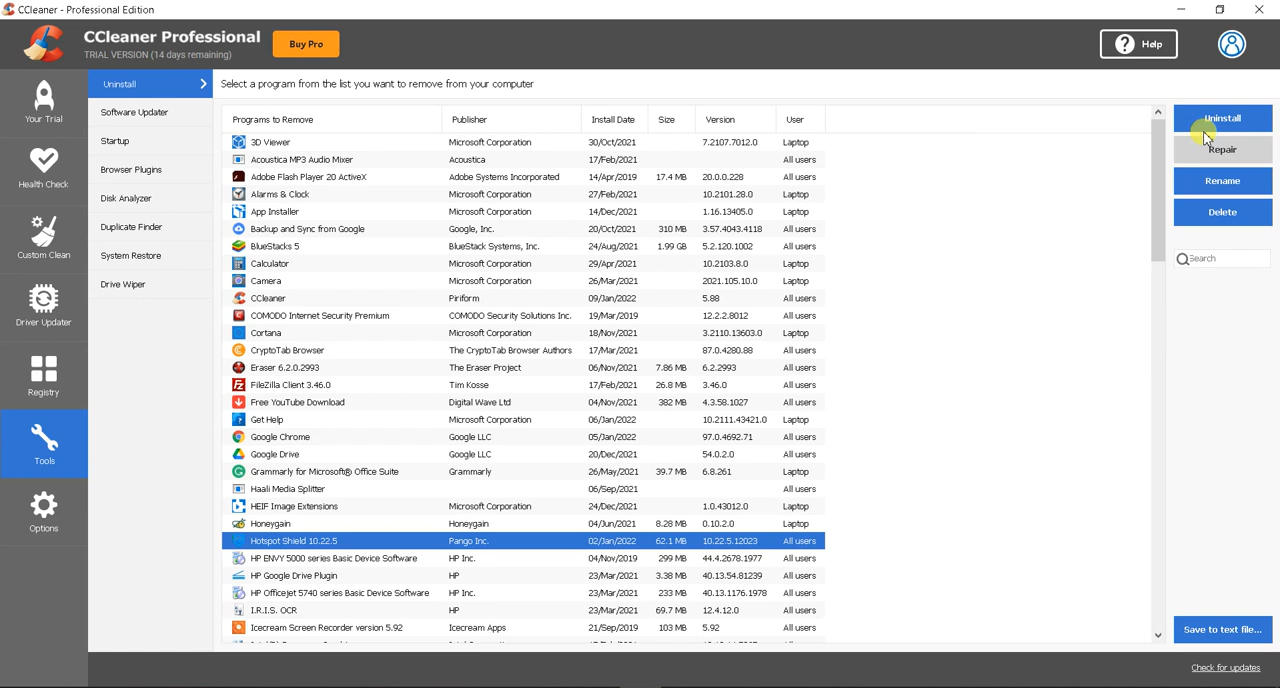 CCleaner - Professional Edition
CCleaner Professional
TRIAL VERSION (14 days remaining)
Buy Pro
Help
Your Trial
Health Check
Custom Clean
Driver Updater
Registry
Tools
Options
Uninstall
Software Updater
Startup
Browser Plugins
Disk Analyzer
Duplicate Finder
System Restore
Drive Wiper
Select a program from the list you want to remove from your computer
Programs to Remove Publisher Install Date Size Version User
3D Viewer Microsoft Corporation 30/Oct/2021 7.2107.7012.0 Laptop
Acoustica MP3 Audio Mixer Acoustica 17/Feb/2021 All users
Adobe Flash Player 20 ActiveX Adobe Systems Incorporated 14/Apr/2019 17.4 MB 20.0.0.228 All users
Alarms & Clock Microsoft Corporation 27/Feb/2021 10.2101.28.0 Laptop
App Installer Microsoft Corporation 14/Dec/2021 1.16.13405.0 Laptop
Backup and Sync from Google Google, Inc. 20/Oct/2021 310 MB 3.57.4043.4118 All users
BlueStacks 5 BlueStack Systems, Inc. 24/Aug/2021 1.99 GB 5.2.120.1002 All users
Calculator Microsoft Corporation 29/Apr/2021 10.2103.8.0 Laptop
Camera Microsoft Corporation 26/Mar/2021 2021.105.10.0 Laptop
CCleaner Piriform 09/Jan/2022 5.88 All users
COMODO Internet Security Premium COMODO Security Solutions Inc. 19/Mar/2019 12.2.2.8012 All users
Cortana Microsoft Corporation 18/Nov/2021 3.2110.13603.0 Laptop
CryptoTab Browser The CryptoTab Browser Authors 17/Mar/2021 87.0.4280.88 All users
Eraser 6.2.0.2993 The Eraser Project 06/Nov/2021 7.86 MB 6.2.2993 All users
FileZilla Client 3.46.0 Tim Kosse 17/Feb/2021 26.8 MB 3.46.0 All users
Free YouTube Download Digital Wave Ltd 04/Nov/2021 382 MB 4.3.58.1027 All users
Get Help Microsoft Corporation 06/Jan/2022 10.2111.43421.0 Laptop
Google Chrome Google LLC 05/Jan/2022 97.0.4692.71 All users
Google Drive Google LLC 20/Dec/2021 54.0.2.0 All users
Grammarly for Microsoft® Office Suite Grammarly 26/May/2021 39.7 MB 6.8.261 Laptop
Haali Media Splitter 06/Sep/2021 All users
HEIF Image Extensions Microsoft Corporation 24/Dec/2021 1.0.43012.0 Laptop
Honeygain Honeygain 04/Jun/2021 8.28 MB 0.10.2.0 Laptop
Hotspot Shield 10.22.5 Pango Inc. 02/Jan/2022 62.1 MB 10.22.5.12023 All users
HP ENVY 5000 series Basic Device Software HP Inc. 04/Nov/2019 299 MB 44.4.2678.1977 All users
HP Google Drive Plugin HP 23/Mar/2021 3.38 MB 40.13.54.81239 All users
HP Officejet 5740 series Basic Device Software HP Inc. 23/Mar/2021 233 MB 40.13.1176.1978 All users
I.R.I.S. OCR HP 23/Mar/2021 69.7 MB 12.4.12.0 All users
Icecream Screen Recorder version 5.92 Icecream Apps 21/Sep/2019 103 MB 5.92 All users
Uninstall
Repair
Rename
Delete
Search
Save to text file...
Check for updates